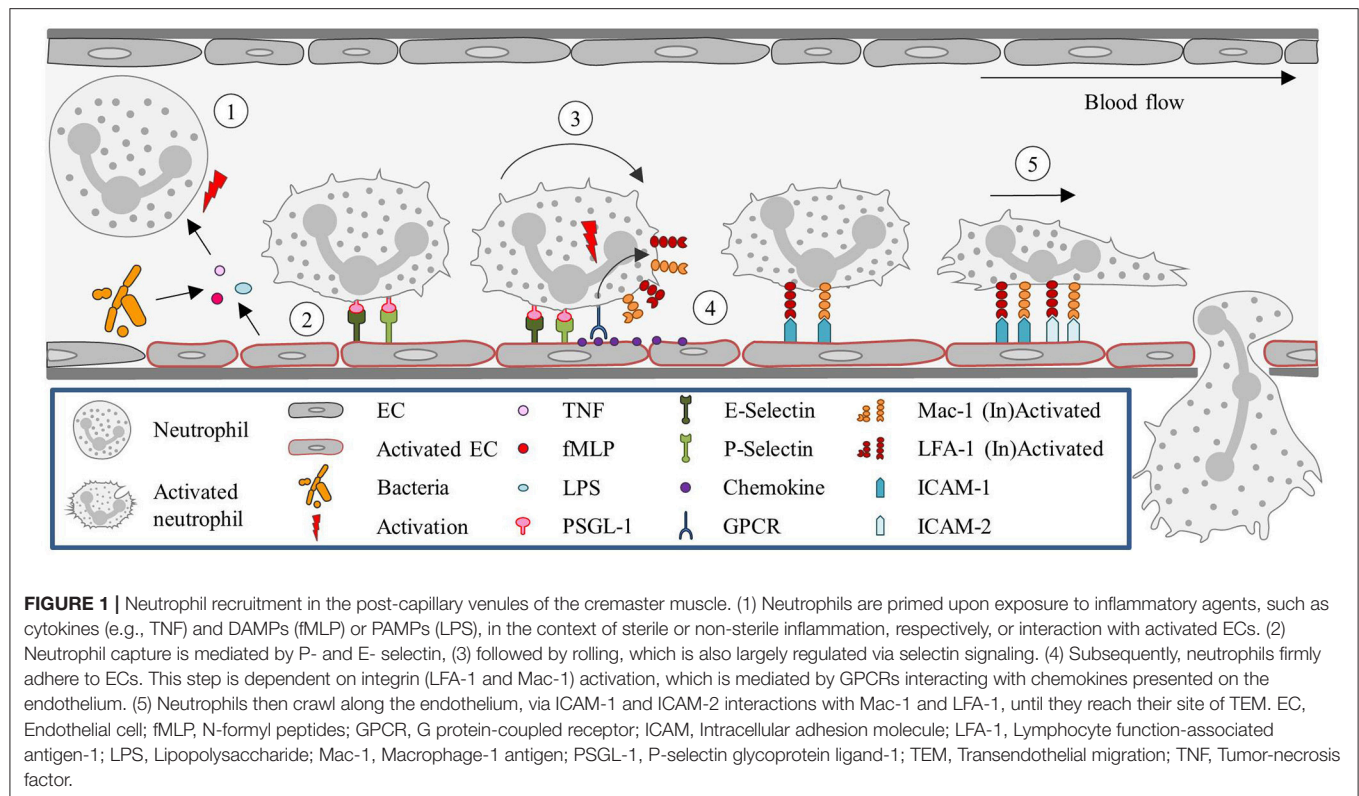 1
3
Blood flow
5
2
4
Neutrophil
Activated
neutrophil
EC
Activated EC
Bacteria
Activation
TNF
fMLP
LPS
PSGL-1
E-Selectin
P-Selectin
Chemokine
GPCR
Mac-1 (In)Activated
LFA-1 (In)Activated
ICAM-1
ICAM-2
FIGURE 1 | Neutrophil recruitment in the post-capillary venules of the cremaster muscle. (1) Neutrophils are primed upon exposure to inflammatory agents, such as
cytokines (e.g., TNF) and DAMPs (fMLP) or PAMPs (LPS), in the context of sterile or non-sterile inflammation, respectively, or interaction with activated ECs. (2)
Neutrophil capture is mediated by P- and E- selectin, (3) followed by rolling, which is also largely regulated via selectin signaling. (4) Subsequently, neutrophils firmly
adhere to ECs. This step is dependent on integrin (LFA-1 and Mac-1) activation, which is mediated by GPCRs interacting with chemokines presented on the
endothelium. (5) Neutrophils then crawl along the endothelium, via ICAM-1 and ICAM-2 interactions with Mac-1 and LFA-1, until they reach their site of TEM. EC,
Endothelial cell; fMLP, N-formyl peptides; GPCR, G protein-coupled receptor; ICAM, Intracellular adhesion molecule; LFA-1, Lymphocyte function-associated
antigen-1; LPS, Lipopolysaccharide; Mac-1, Macrophage-1 antigen; PSGL-1, P-selectin glycoprotein ligand-1; TEM, Transendothelial migration; TNF, Tumor-necrosis
factor.